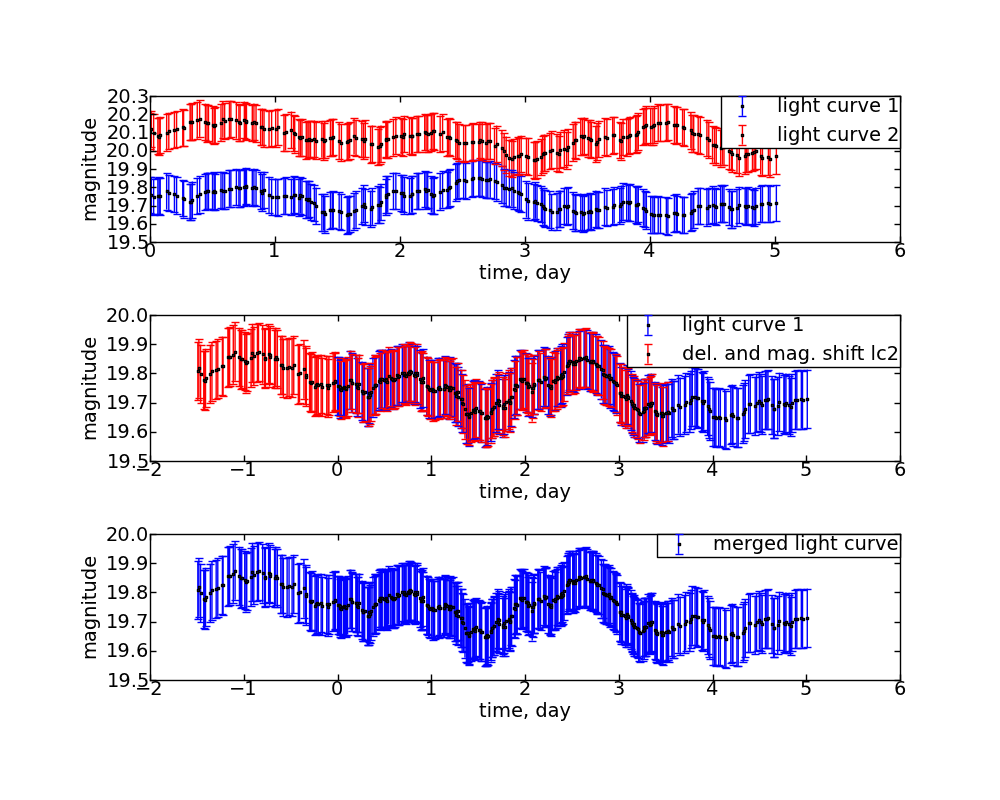 20.3
20.2
20.1
20.0
19.9
19.8
19.7
19.6
19.5
magnitude
light curve 1
light curve 2
0 1 2 3 4 5 6
time, day
20.0
19.9
19.8
19.7
19.6
19.5
magnitude
light curve 1
del. and mag. shift lc2
−2 −1 0 1 2 3 4 5 6
time, day
20.0
19.9
19.8
19.7
19.6
19.5
magnitude
merged light curve
−2 −1 0 1 2 3 4 5 6
time, day